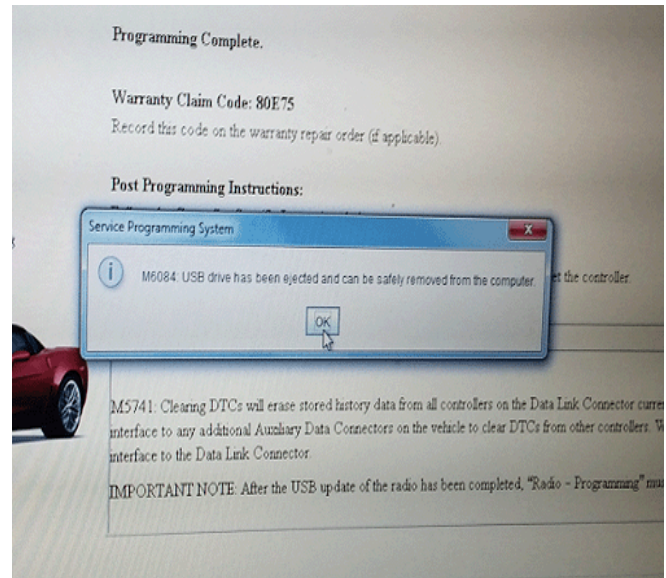 Programming Complete.
Warranty Claim Code: 80E75
Record this code on the warranty repair order (if applicable).
Post Programming Instructions:
Service Programming System
M6084: USB drive has been ejected and can be safely removed from the computer.
et the controller.
OK
M5741: Clearing DTCs will erase stored history data from all controllers on the Data Link Connector
interface to any additional Auxiliary Data Connectors on the vehicle to clear DTCs from other controllers. W
interface to the Data Link Connector.
IMPORTANT NOTE: After the USB update of the radio has been completed, "Radio - Programming"